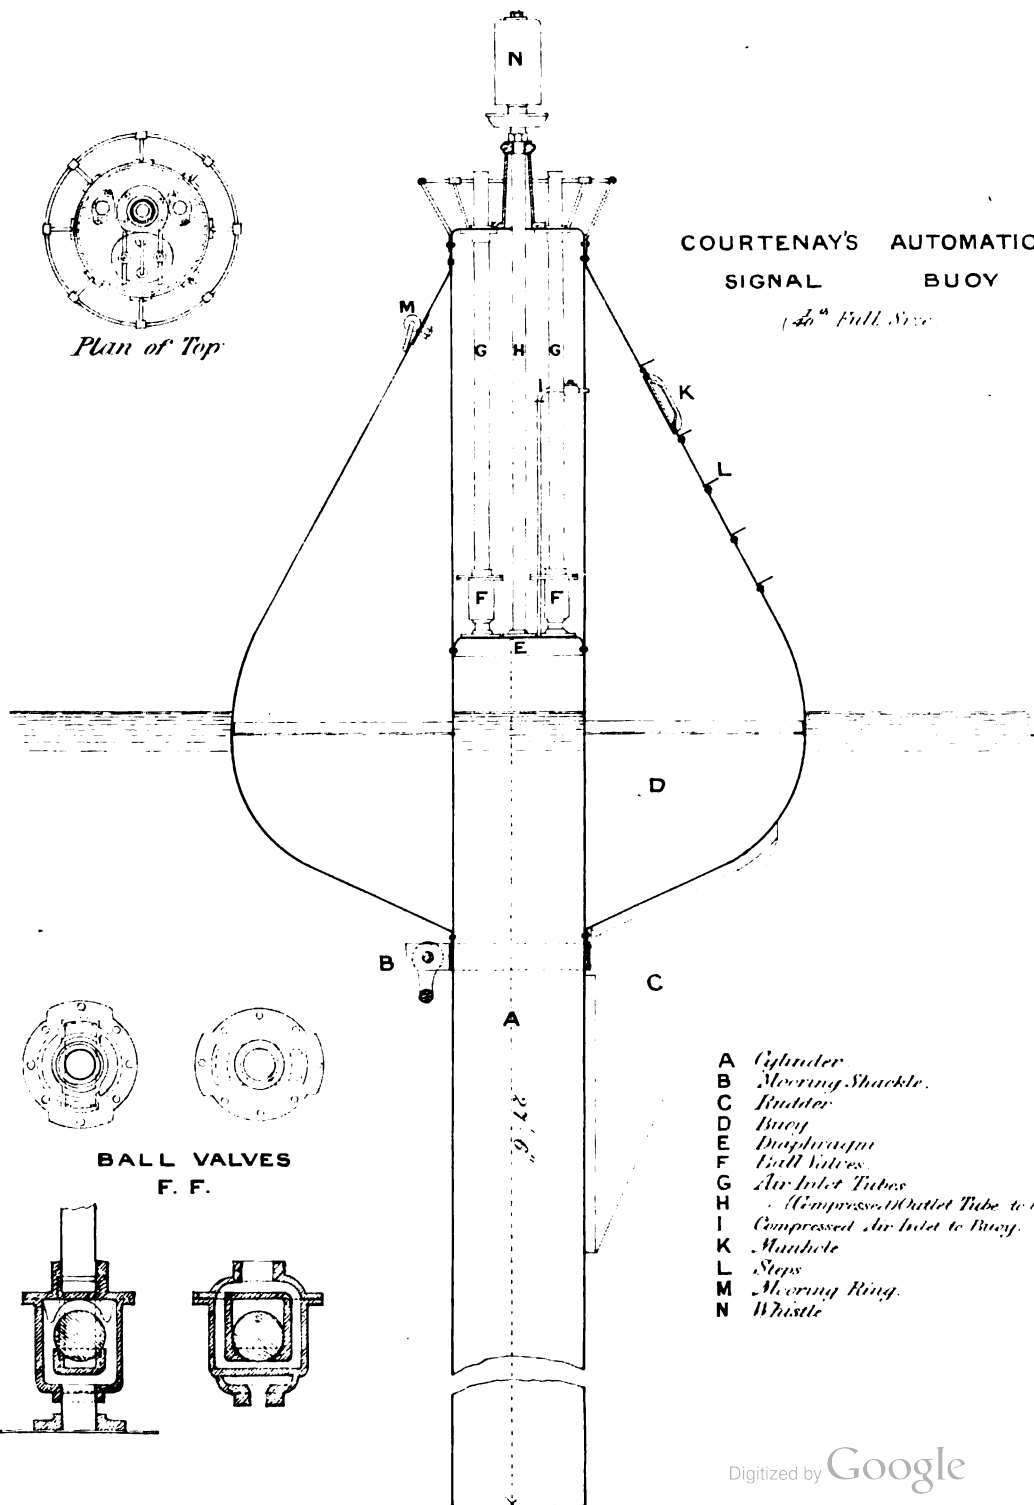 N
COURTENAY'S AUTOMATIC
SIGNAL BUOY
1/40th Full Size
Plan of Top
M
G H G
I
K
L
F F
E
D
B
C
A
27' 6"
BALL VALVES
F. F.
A Cylinder
B Mooring Shackle.
C Rudder
D Buoy
E Diaphragm
F Ball Valves.
G Air Inlet Tubes
H (Compressed) Outlet Tube to
I Compressed Air Inlet to Buoy.
K Manhole
L Steps
M Mooring Ring.
N Whistle
Digitized by Google